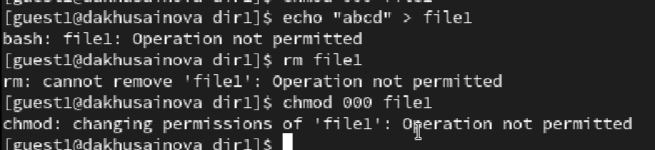 [guest1@dakhusainova dir1]$ echo "abcd" > file1
bash: file1: Operation not permitted
[guest1@dakhusainova dir1]$ rm file1
rm: cannot remove 'file1': Operation not permitted
[guest1@dakhusainova dir1]$ chmod 000 file1
chmod: changing permissions of 'file1': Operation not permitted
[guest1@dakhusainova dir1]$